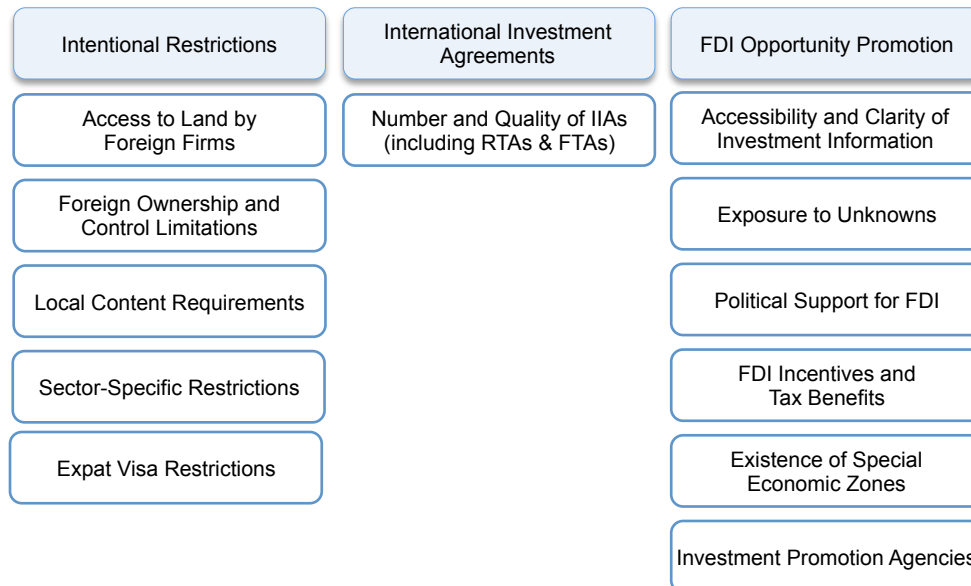 Intentional Restrictions
Access to Land by
Foreign Firms
Foreign Ownership and
Control Limitations
Local Content Requirements
Sector-Specific Restrictions
Expat Visa Restrictions
International Investment
Agreements
Number and Quality of IIAs
(including RTAs & FTAs)
FDI Opportunity Promotion
Accessibility and Clarity of
Investment Information
Exposure to Unknowns
Political Support for FDI
FDI Incentives and
Tax Benefits
Existence of Special
Economic Zones
Investment Promotion Agencies